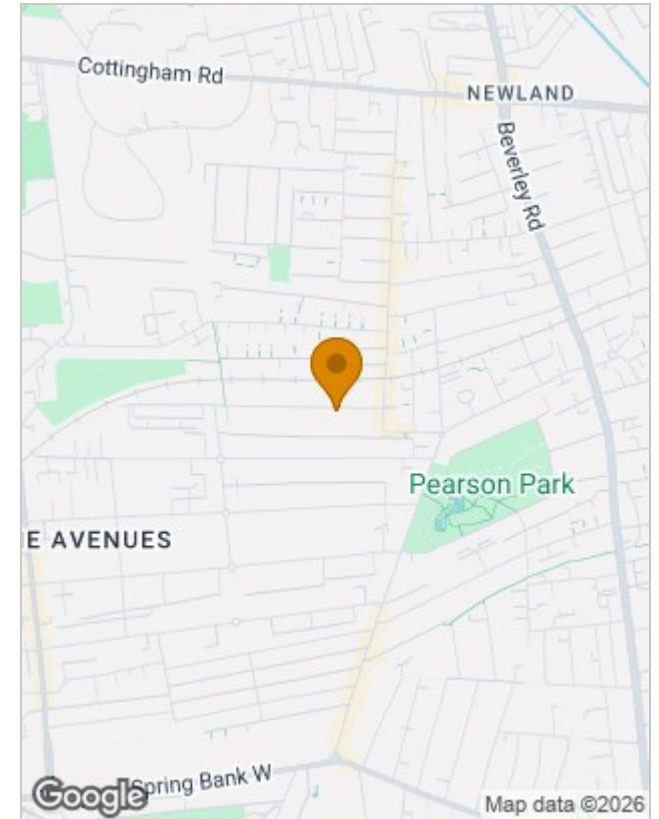 Cottingham Rd
NEWLAND
Beverley Rd
Pearson Park
E AVENUES
Spring Bank W
Google
Map data ©2026